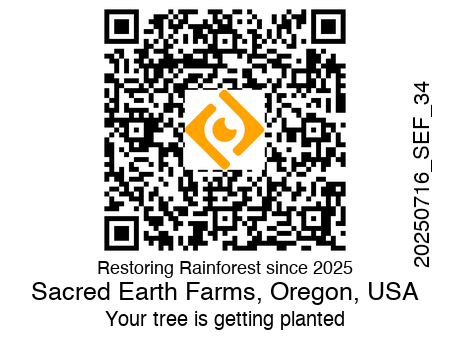 20250716_SEF_34
Restoring Rainforest since 2025
Sacred Earth Farms, Oregon, USA
Your tree is getting planted